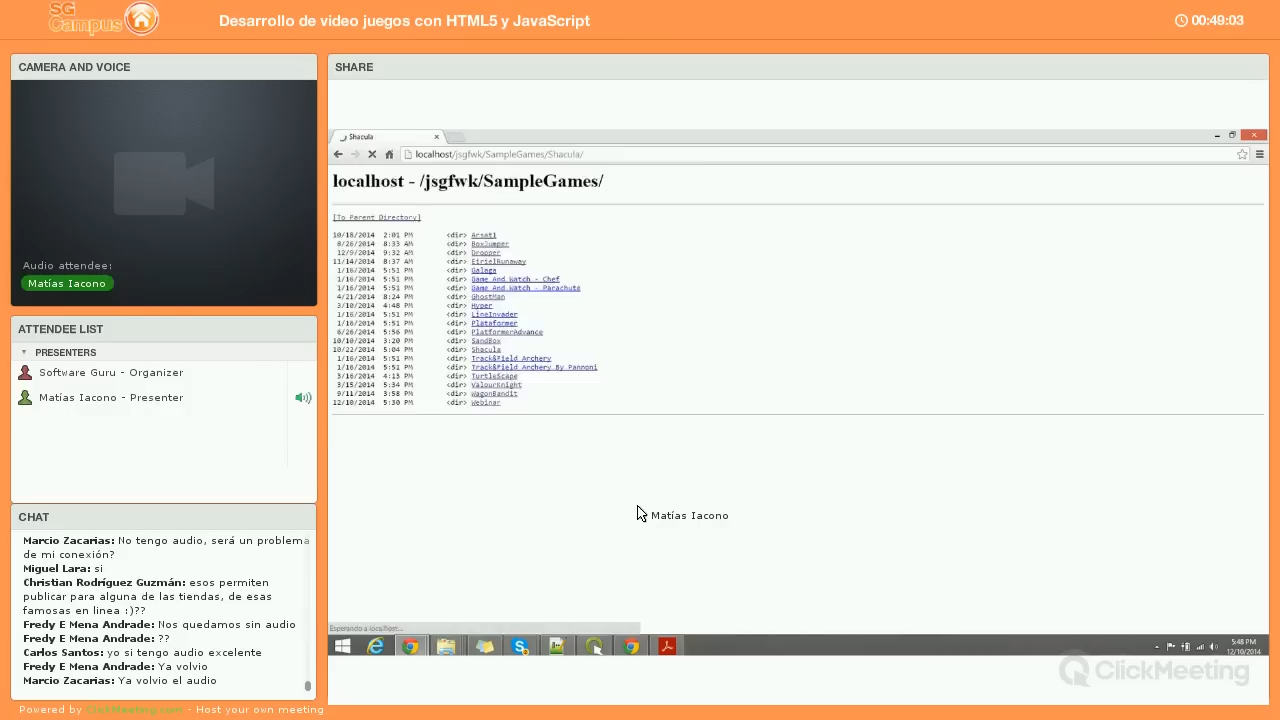 SG
Campus
Desarrollo de video juegos con HTML5 y JavaScript
00:49:03
CAMERA AND VOICE
Audio attendee:
Matías Iacono
ATTENDEE LIST
PRESENTERS
Software Guru - Organizer
Matías Iacono - Presenter
CHAT
Marcio Zacarias: No tengo audio, será un problema
de mi conexión?
Miguel Lara: si
Christian Rodríguez Guzmán: esos permiten
publicar para alguna de las tiendas, de esas
famosas en linea :)??
Fredy E Mena Andrade: Nos quedamos sin audio
Fredy E Mena Andrade: ??
Carlos Santos: yo si tengo audio excelente
Fredy E Mena Andrade: Ya volvio
Marcio Zacarias: Ya volvio el audio
Powered by ClickMeeting.com - Host your own meeting
SHARE
Shacula
localhost/jsgfwk/SampleGames/Shacula/
localhost - /jsgfwk/SampleGames/
[To Parent Directory]
10/18/2014 2:01 PM <dir> Arsat1
8/26/2014 8:33 AM <dir> BoxJumper
12/9/2014 9:32 AM <dir> Dropper
11/14/2014 8:37 AM <dir> EirielRunaway
1/16/2014 5:51 PM <dir> Galaga
1/16/2014 5:51 PM <dir> Game And Watch - Chef
1/16/2014 5:51 PM <dir> Game And Watch - Parachute
4/21/2014 8:24 PM <dir> GhostMan
3/10/2014 4:48 PM <dir> Hyper
1/16/2014 5:51 PM <dir> LineInvader
1/16/2014 5:51 PM <dir> Plataformer
6/26/2014 5:56 PM <dir> PlatformerAdvance
10/10/2014 3:20 PM <dir> SandBox
10/22/2014 5:04 PM <dir> Shacula
1/16/2014 5:51 PM <dir> Track&Field Archery
1/16/2014 5:51 PM <dir> Track&Field Archery By Pannoni
3/16/2014 4:13 PM <dir> TurtleScape
3/15/2014 5:34 PM <dir> ValourKnight
9/11/2014 3:58 PM <dir> WagonBandit
12/10/2014 5:30 PM <dir> Webinar
Matías Iacono
Esperando a localhost...
5:48 PM
12/10/2014
ClickMeeting